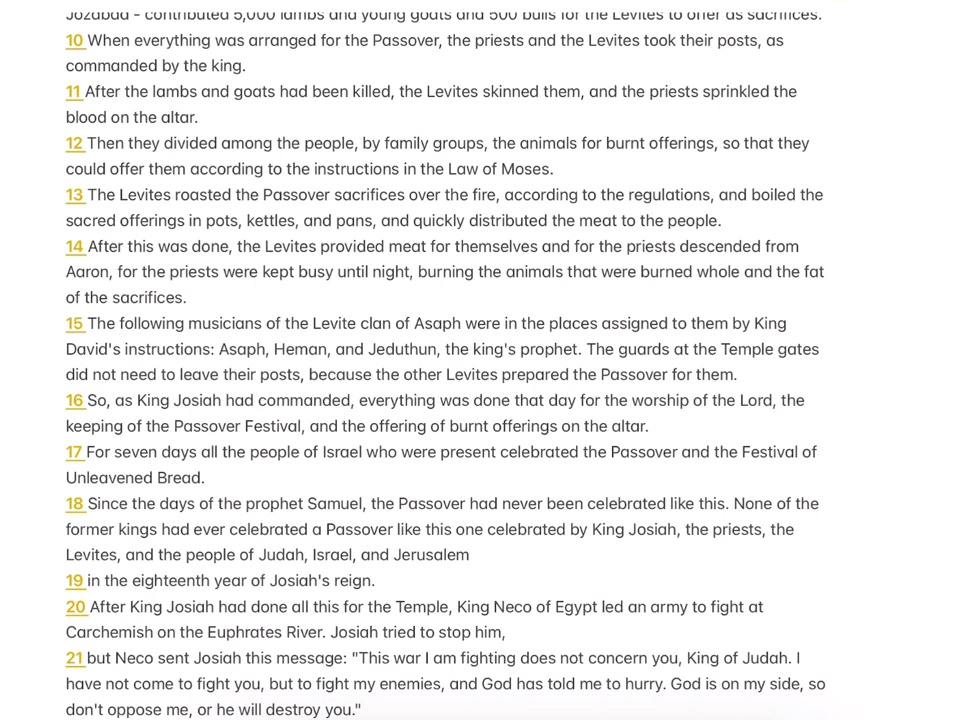 Jozabad - contributed 5,000 lambs and young goats and 500 bulls for the Levites to offer as sacrifices.
10 When everything was arranged for the Passover, the priests and the Levites took their posts, as
commanded by the king.
11 After the lambs and goats had been killed, the Levites skinned them, and the priests sprinkled the
blood on the altar.
12 Then they divided among the people, by family groups, the animals for burnt offerings, so that they
could offer them according to the instructions in the Law of Moses.
13 The Levites roasted the Passover sacrifices over the fire, according to the regulations, and boiled the
sacred offerings in pots, kettles, and pans, and quickly distributed the meat to the people.
14 After this was done, the Levites provided meat for themselves and for the priests descended from
Aaron, for the priests were kept busy until night, burning the animals that were burned whole and the fat
of the sacrifices.
15 The following musicians of the Levite clan of Asaph were in the places assigned to them by King
David's instructions: Asaph, Heman, and Jeduthun, the king's prophet. The guards at the Temple gates
did not need to leave their posts, because the other Levites prepared the Passover for them.
16 So, as King Josiah had commanded, everything was done that day for the worship of the Lord, the
keeping of the Passover Festival, and the offering of burnt offerings on the altar.
17 For seven days all the people of Israel who were present celebrated the Passover and the Festival of
Unleavened Bread.
18 Since the days of the prophet Samuel, the Passover had never been celebrated like this. None of the
former kings had ever celebrated a Passover like this one celebrated by King Josiah, the priests, the
Levites, and the people of Judah, Israel, and Jerusalem
19 in the eighteenth year of Josiah's reign.
20 After King Josiah had done all this for the Temple, King Neco of Egypt led an army to fight at
Carchemish on the Euphrates River. Josiah tried to stop him,
21 but Neco sent Josiah this message: "This war I am fighting does not concern you, King of Judah. I
have not come to fight you, but to fight my enemies, and God has told me to hurry. God is on my side, so
don't oppose me, or he will destroy you."